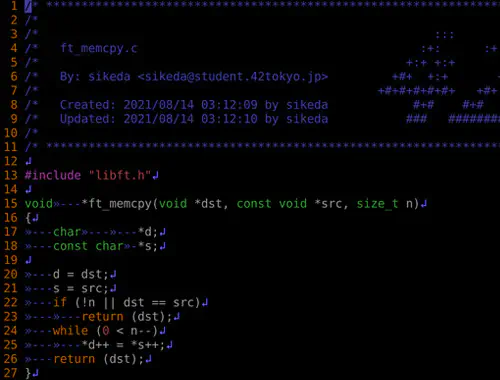 1 /* ****************************************************************
2 /*
3 /*                                                        :::
4 /*   ft_memcpy.c                                        :+:      :+
5 /*                                                    +:+ +:+
6 /*   By: sikeda <sikeda@student.42tokyo.jp>         +#+  +:+
7 /*                                                +#+#+#+#+#+   +#+
8 /*   Created: 2021/08/14 03:12:09 by sikeda            #+#    #+#
9 /*   Updated: 2021/08/14 03:12:10 by sikeda           ###   ########
10 /*
11 /* ****************************************************************
12 ↲
13 #include "libft.h"↲
14 ↲
15 void»---*ft_memcpy(void *dst, const void *src, size_t n)↲
16 {↲
17 »---char»---»---*d;↲
18 »---const char»-*s;↲
19 ↲
20 »---d = dst;↲
21 »---s = src;↲
22 »---if (!n || dst == src)↲
23 »---»---return (dst);↲
24 »---while (0 < n--)↲
25 »---»---*d++ = *s++;↲
26 »---return (dst);↲
27 }↲